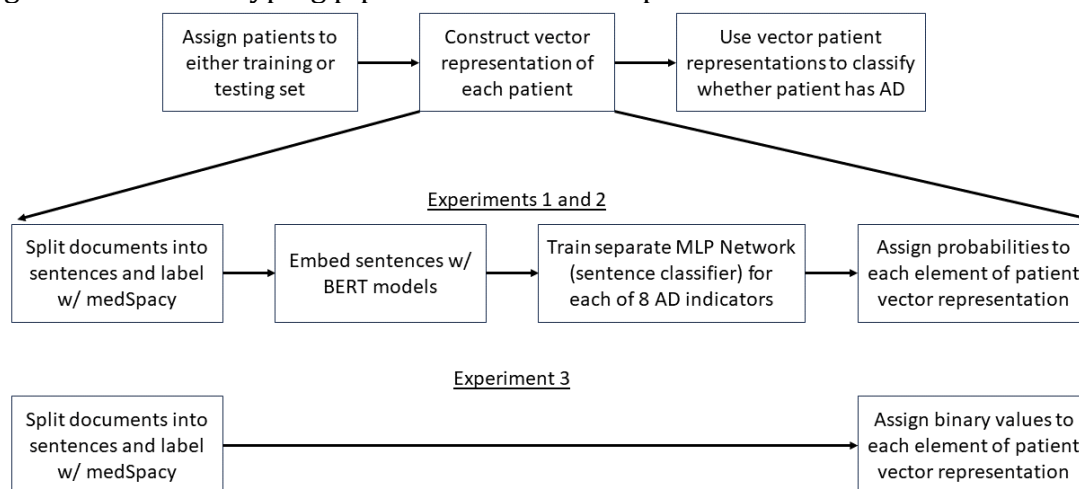 Assign patients to
either training or
testing set
Construct vector
representation of
each patient
Use vector patient
representations to classify
whether patient has AD
Experiments 1 and 2
Split documents into
sentences and label
w/ medSpacy
Embed sentences w/
BERT models
Train separate MLP Network
(sentence classifier) for
each of 8 AD indicators
Assign probabilities to
each element of patient
vector representation
Experiment 3
Split documents into
sentences and label
w/ medSpacy
Assign binary values to
each element of patient
vector representation